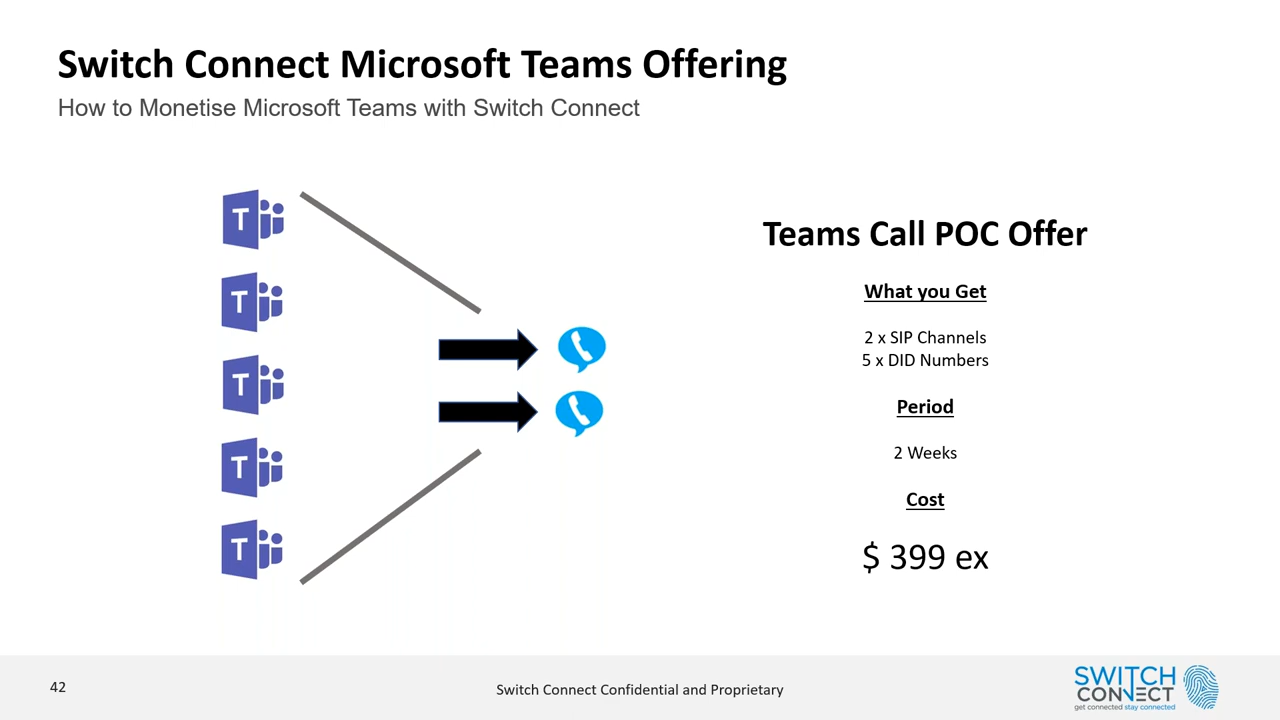 Switch Connect Microsoft Teams Offering
How to Monetise Microsoft Teams with Switch Connect
T
T
T
T
T
Teams Call POC Offer
What you Get
2 x SIP Channels
5 x DID Numbers
Period
2 Weeks
Cost
$ 399 ex
42
Switch Connect Confidential and Proprietary
SWITCH
CONNECT
get connected stay connected